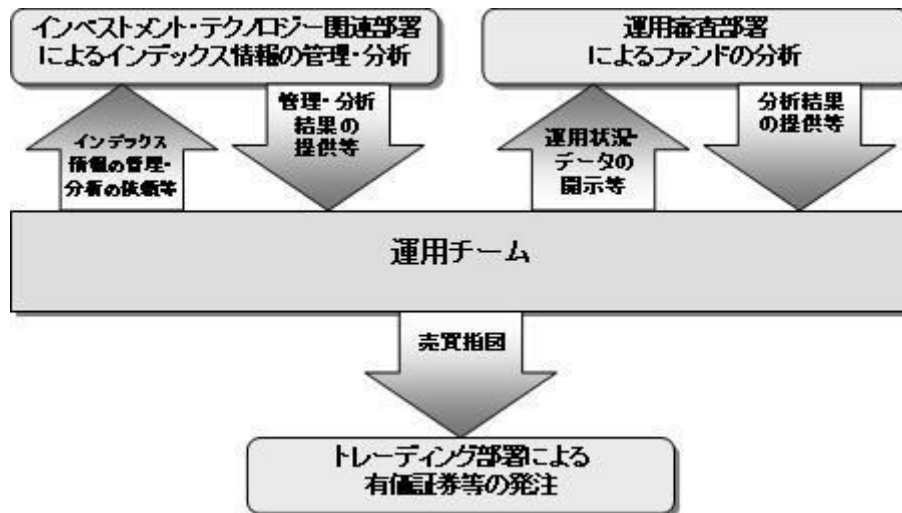 インベストメント・テクノロジー関連部署
によるインデックス情報の管理・分析
運用審査部署
によるファンドの分析
インデックス
情報の管理・
分析の依頼等
管理・分析
結果の
提供等
運用状況・
データの
開示等
分析結果
の提供等
運用チーム
売買指図
トレーディング部署による
有価証券等の発注